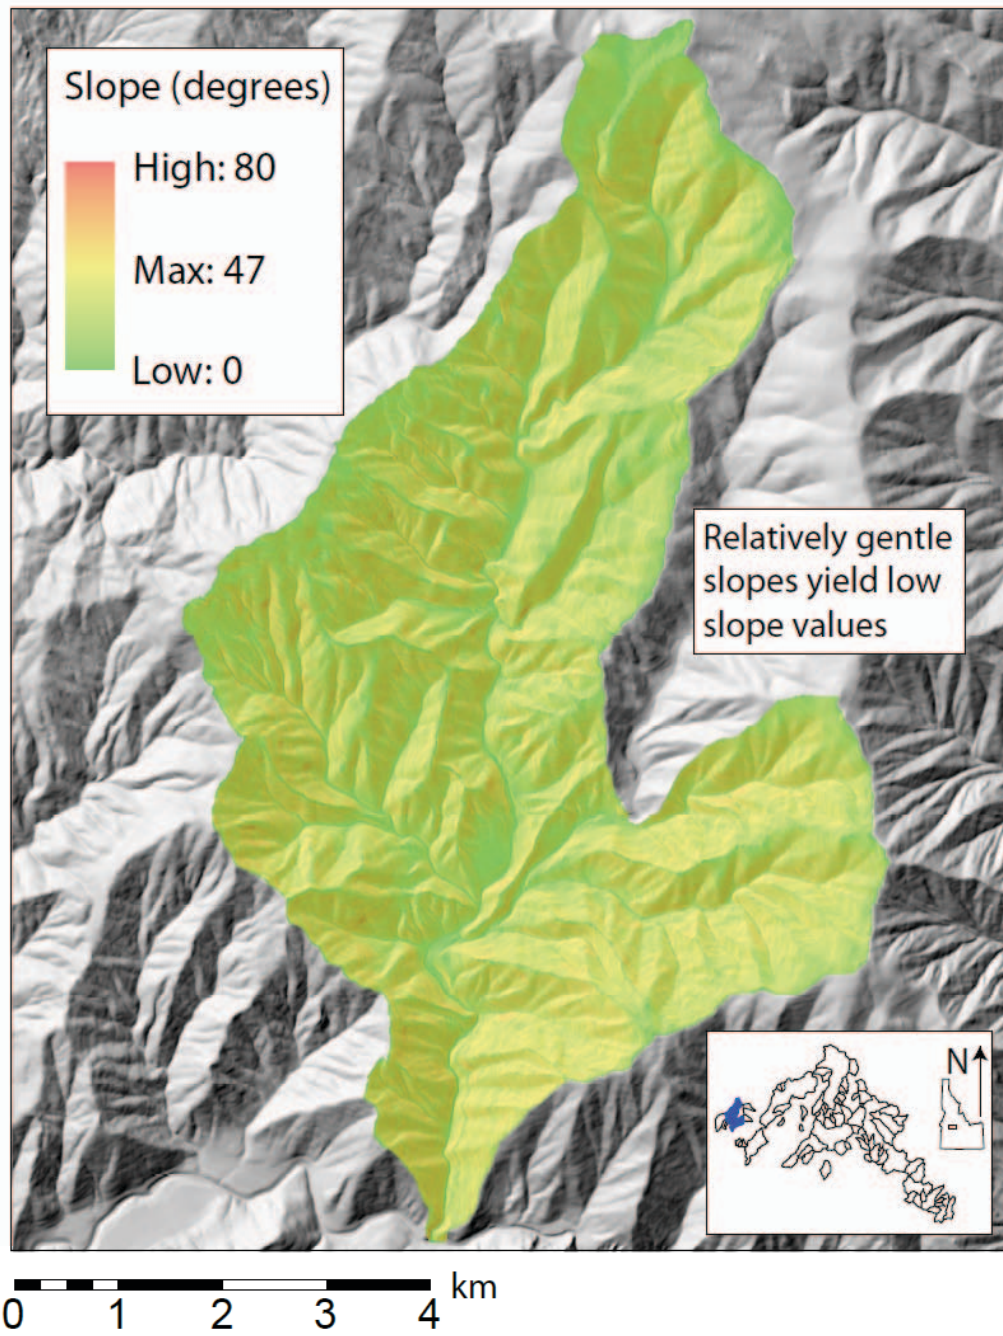 Slope (degrees)
High: 80
Max: 47
Low: 0
Relatively gentle
slopes yield low
slope values
N
0 1 2 3 4 km